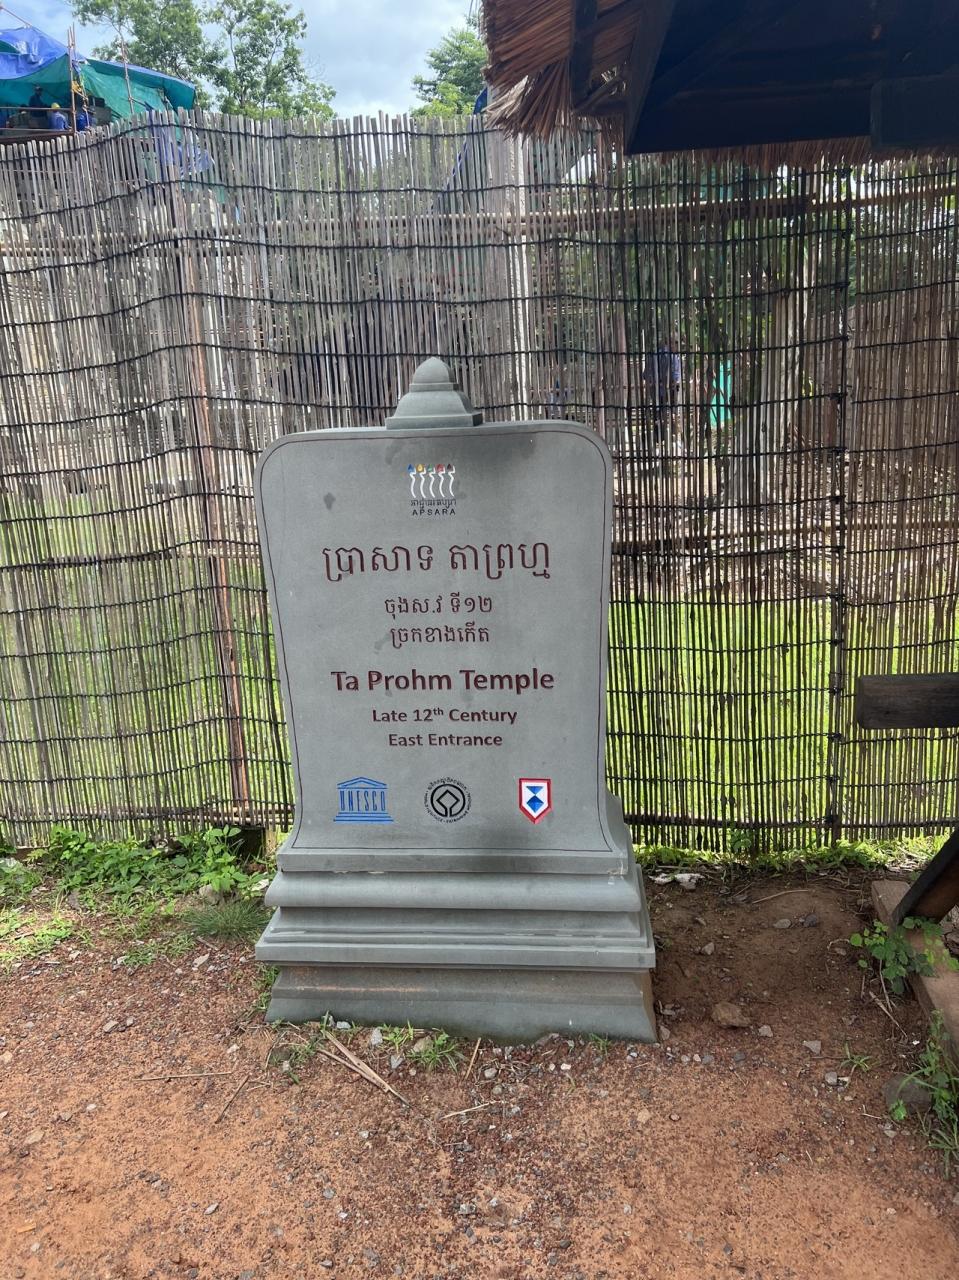 អាជ្ញាធរអប្សរា
APSARA
ប្រាសាទ តាព្រហ្ម
ចុងស.វ ទី១២
ច្រកខាងកើត
Ta Prohm Temple
Late 12th Century
East Entrance
UNESCO